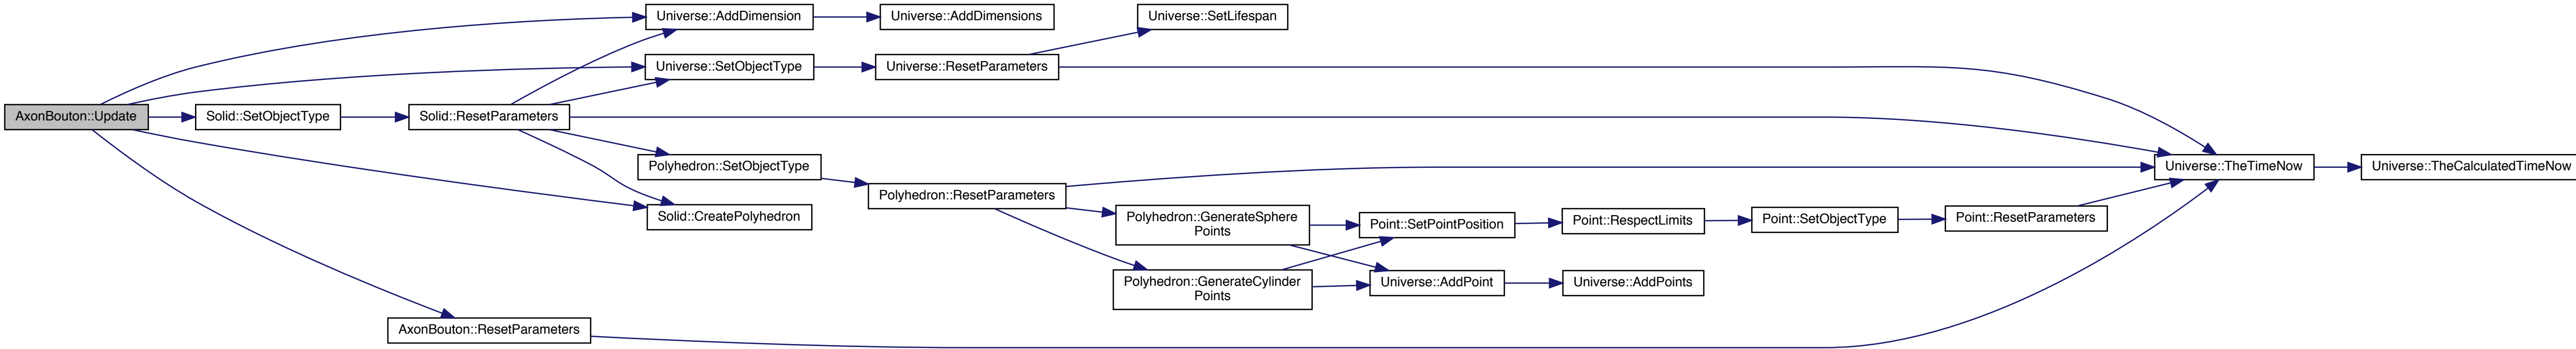 Universe::AddDimension
Universe::AddDimensions
Universe::SetLifespan
Universe::SetObjectType
Universe::ResetParameters
AxonBouton::Update
Solid::SetObjectType
Solid::ResetParameters
Polyhedron::SetObjectType
Universe::TheTimeNow
Universe::TheCalculatedTimeNow
Polyhedron::ResetParameters
Solid::CreatePolyhedron
Polyhedron::GenerateSphere
Points
Point::SetPointPosition
Point::RespectLimits
Point::SetObjectType
Point::ResetParameters
Polyhedron::GenerateCylinder
Points
Universe::AddPoint
Universe::AddPoints
AxonBouton::ResetParameters